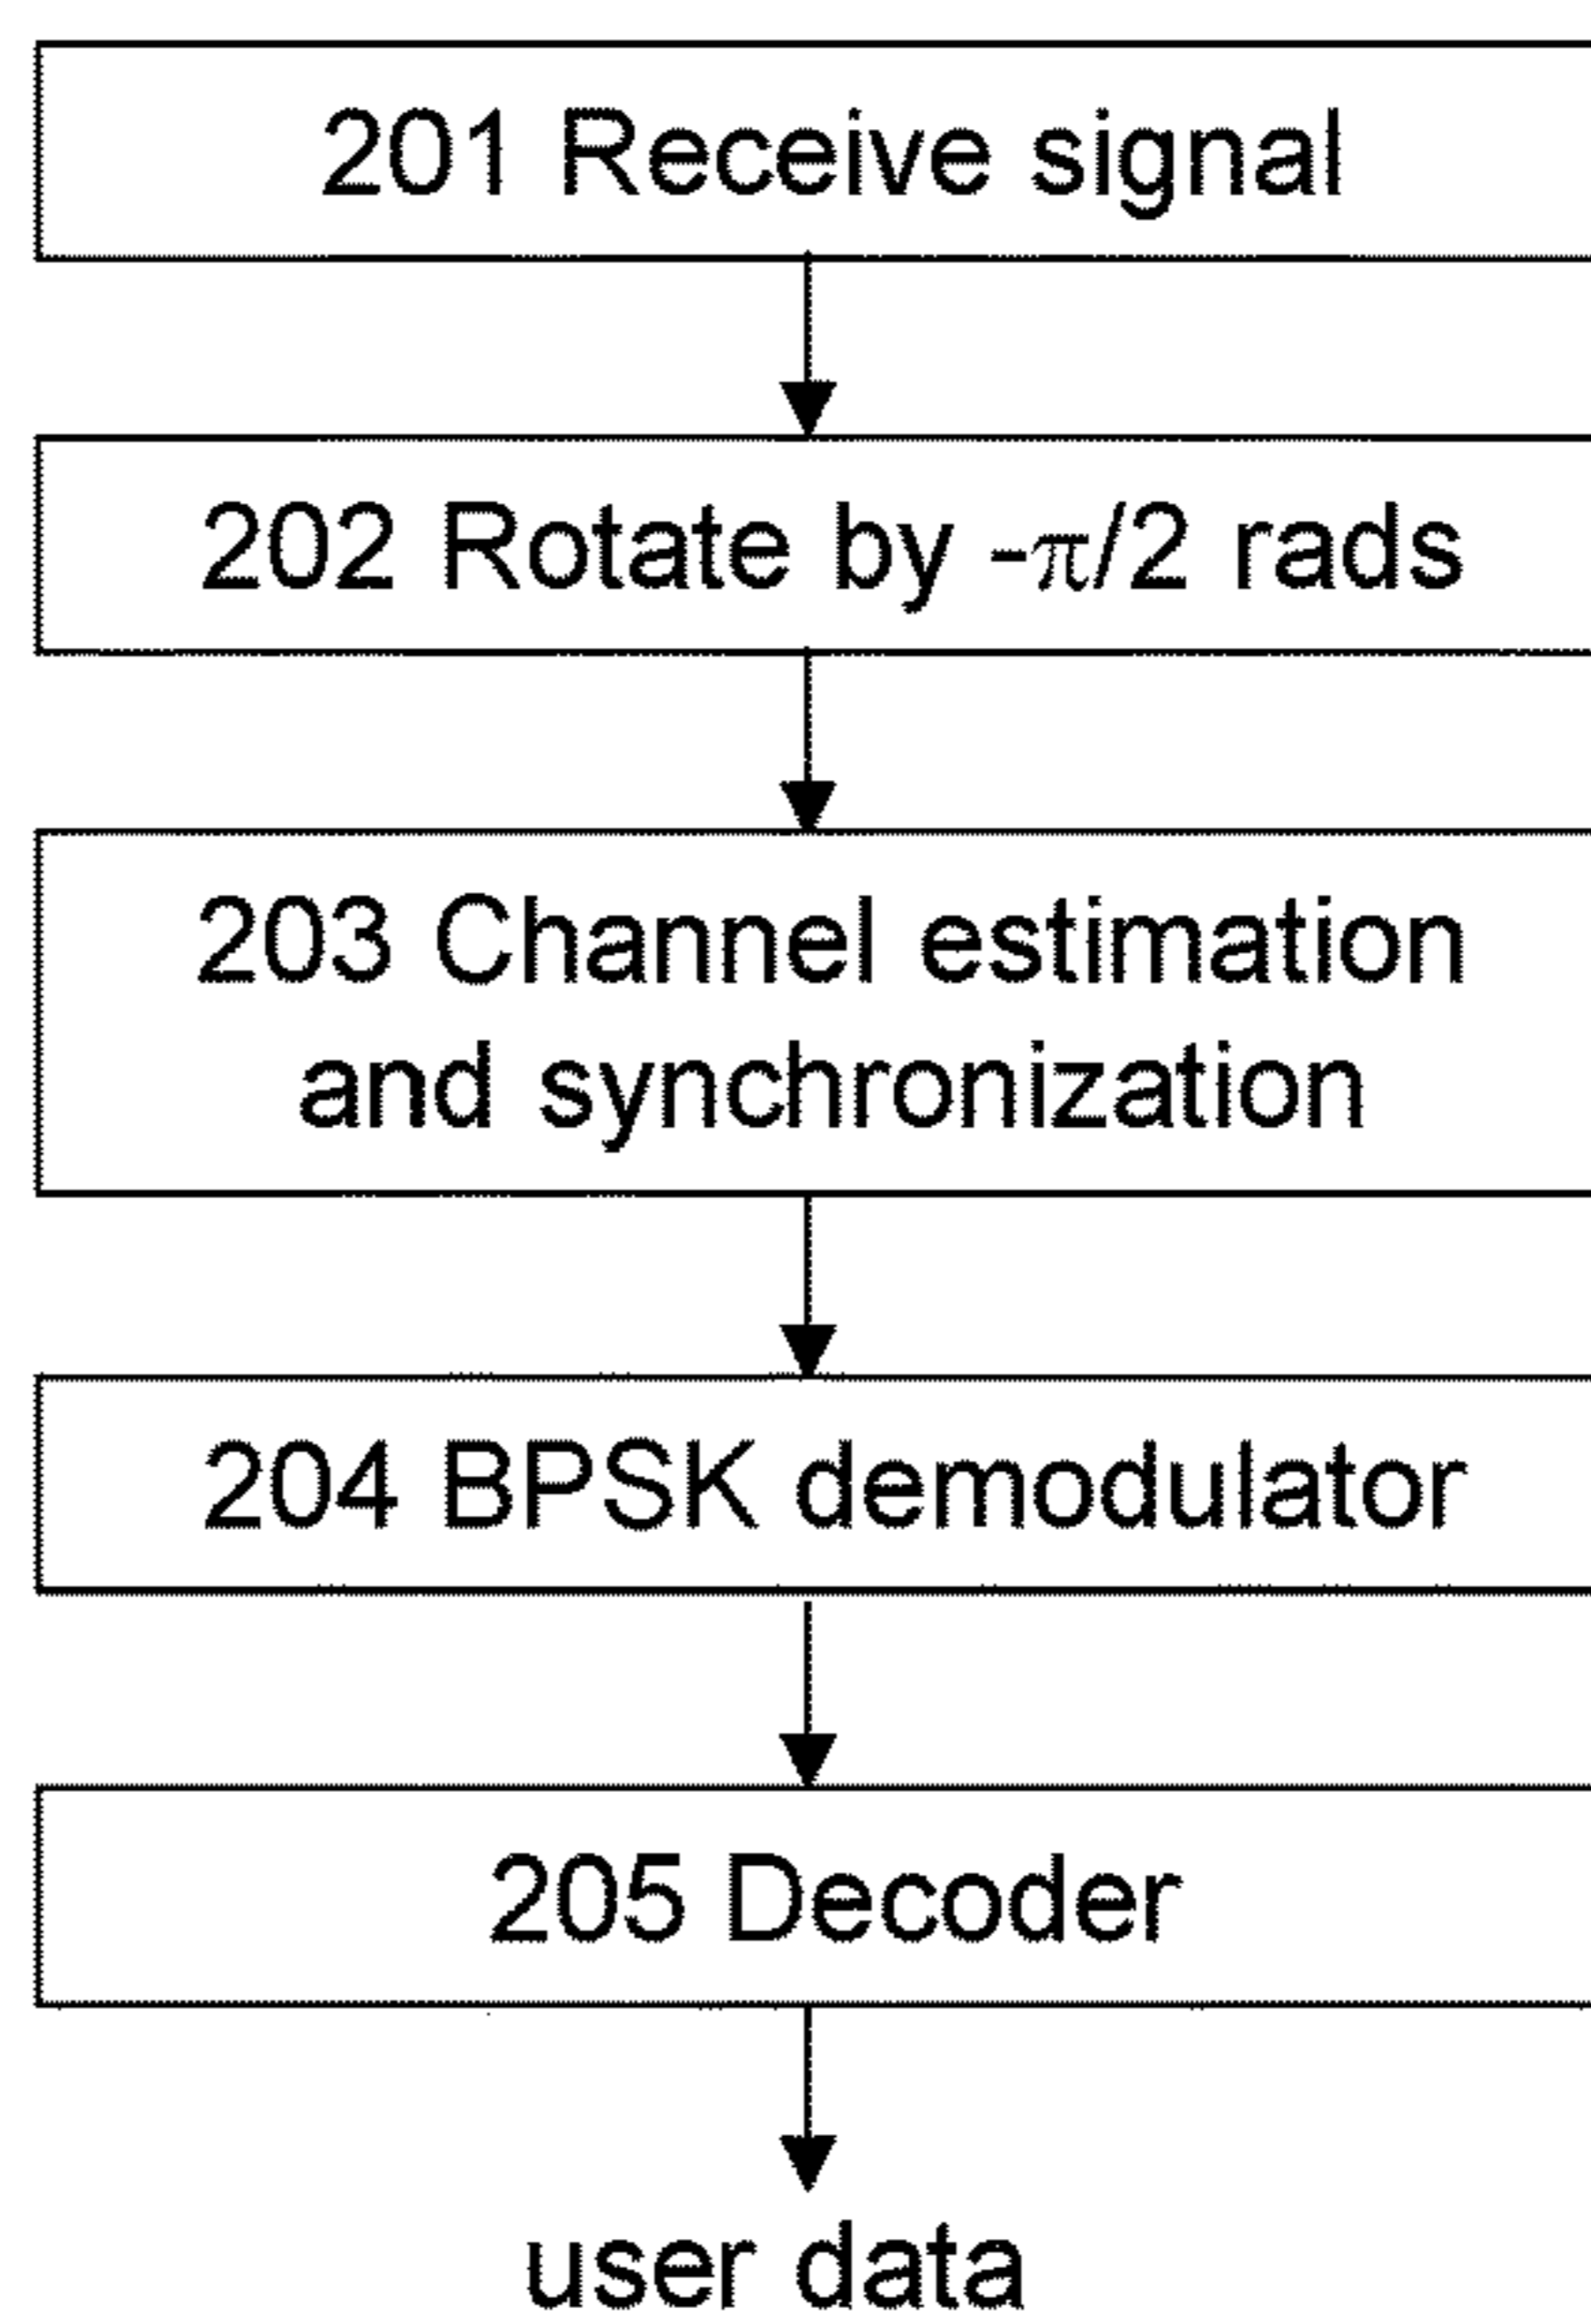 201 Receive signal
202 Rotate by -π/2 rads
203 Channel estimation
and synchronization
204 BPSK demodulator
205 Decoder
user data